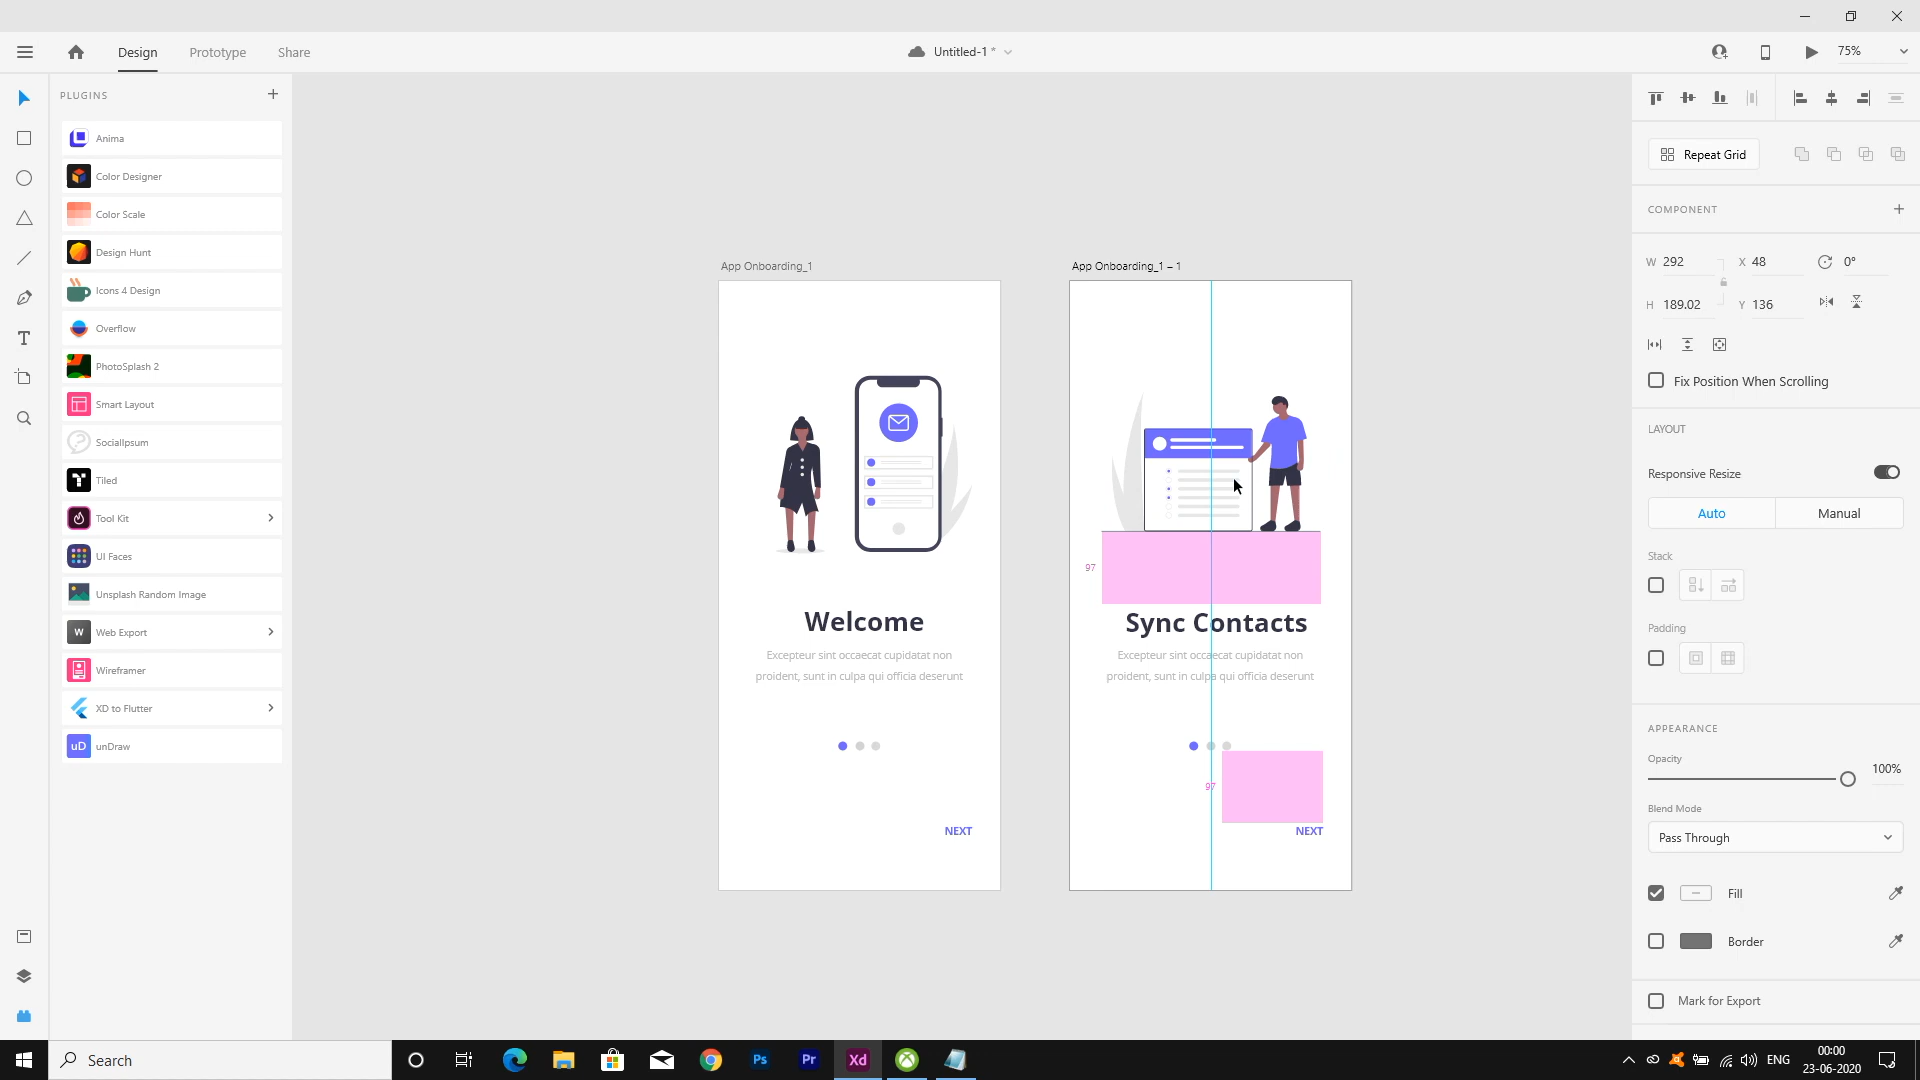 Design
Prototype
Share
Untitled-1 *
75%
PLUGINS
Anima
Color Designer
Color Scale
Design Hunt
Icons 4 Design
Overflow
PhotoSplash 2
Smart Layout
SocialIpsum
Tiled
Tool Kit
UI Faces
Unsplash Random Image
W
Web Export
Wireframer
XD to Flutter
uD
unDraw
App Onboarding_1
Welcome
Excepteur sint occaecat cupidatat non
proident, sunt in culpa qui officia deserunt
NEXT
App Onboarding_1 – 1
97
Sync Contacts
Excepteur sint occaecat cupidatat non
proident, sunt in culpa qui officia deserunt
97
NEXT
Repeat Grid
COMPONENT
W 292 X 48 0°
H 189.02 Y 136
Fix Position When Scrolling
LAYOUT
Responsive Resize
Auto
Manual
Stack
Padding
APPEARANCE
Opacity
100%
Blend Mode
Pass Through
Fill
Border
Mark for Export
Search
Ps
Pr
Xd
ENG
00:00
23-06-2020